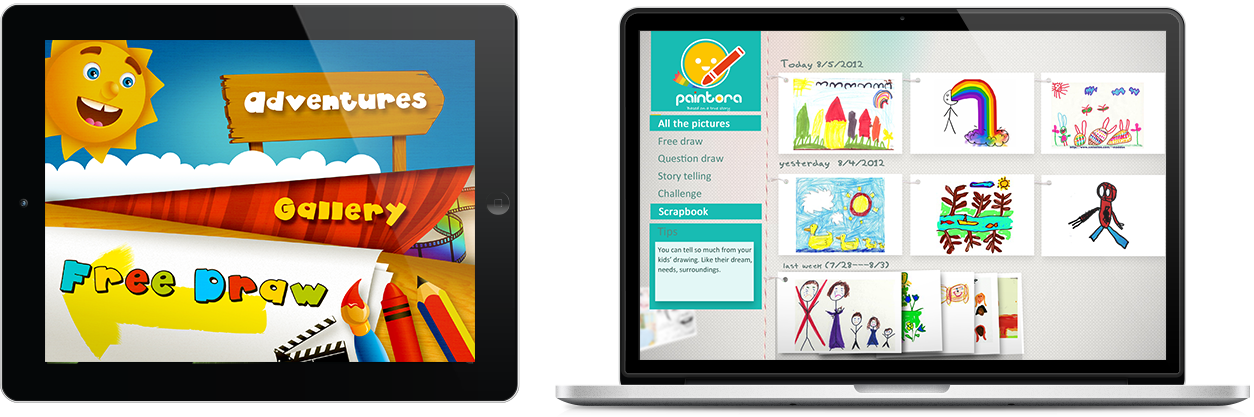 Adventures
Gallery
Free Draw
paintora
based on a true story
All the pictures
Free draw
Question draw
Story telling
Challenge
Scrapbook
Tips
You can tell so much from your
kids' drawing. Like their dream,
needs, surroundings.
Today 8/5/2012
yesterday 8/4/2012
last week (7/28---8/3)